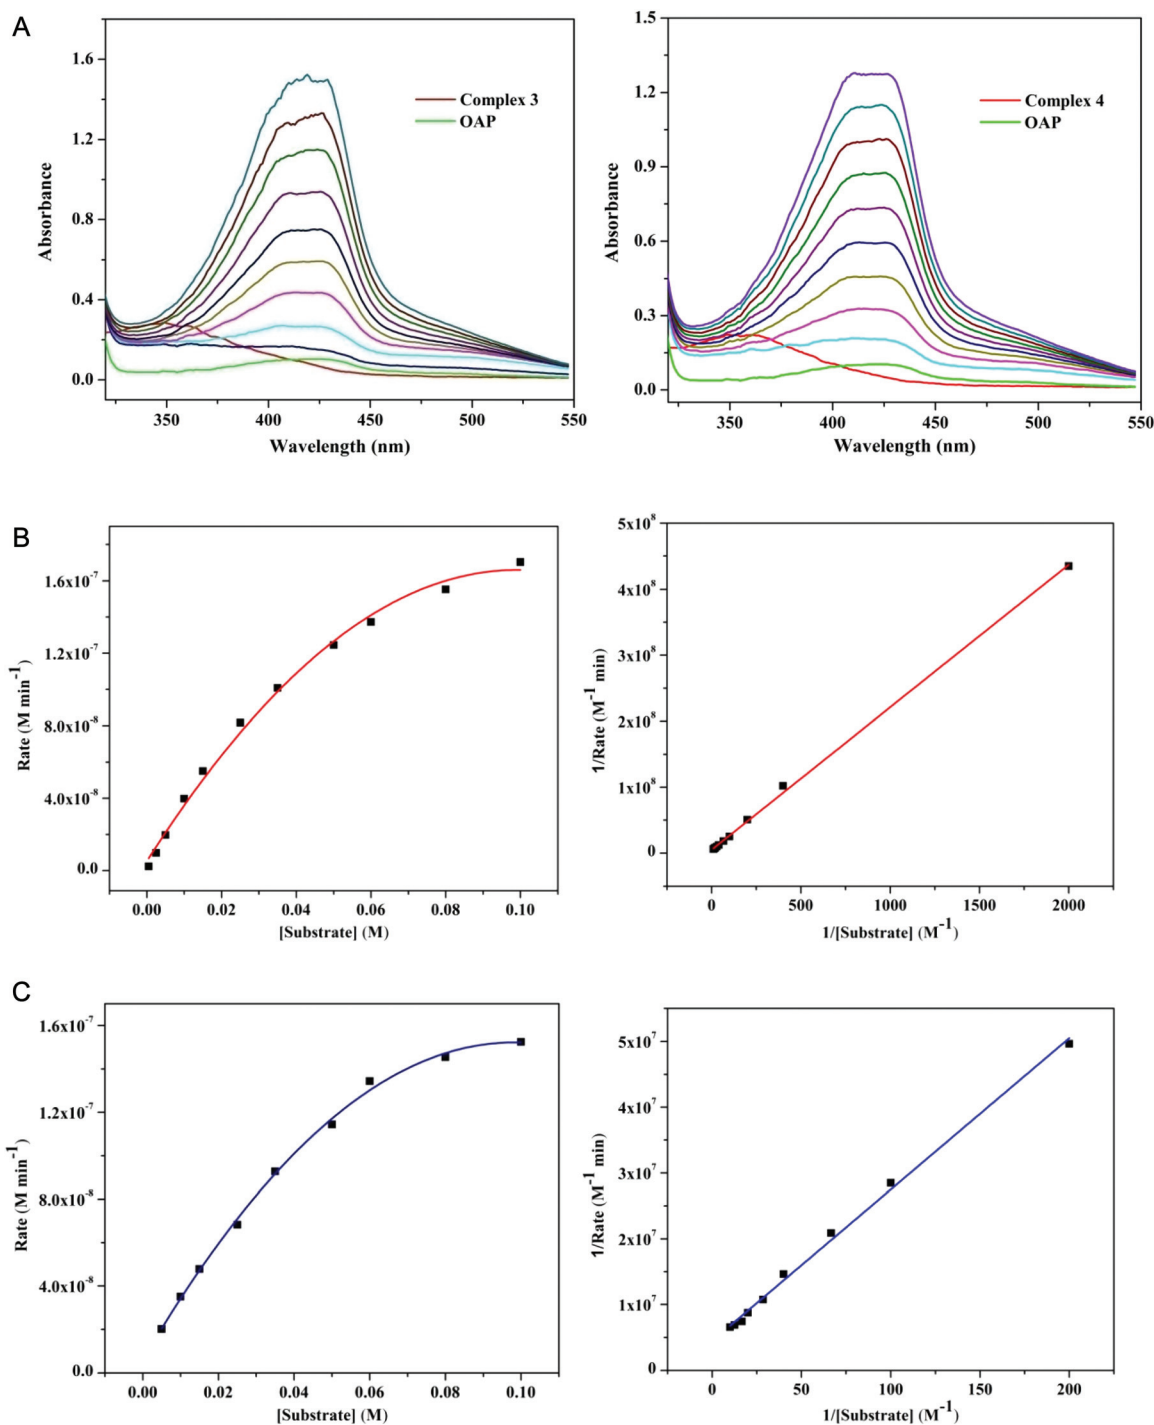 A
Absorbance
1.6
1.2
0.8
0.4
0.0
350
400
450
500
550
Wavelength (nm)
Complex 3
OAP
Absorbance
1.5
1.2
0.9
0.6
0.3
0.0
350
400
450
500
550
Wavelength (nm)
Complex 4
OAP
B
Rate (M min⁻¹)
1.6x10⁻⁷
1.2x10⁻⁷
8.0x10⁻⁸
4.0x10⁻⁸
0.0
0.00
0.02
0.04
0.06
0.08
0.10
[Substrate] (M)
1/Rate (M⁻¹ min)
5x10⁸
4x10⁸
3x10⁸
2x10⁸
1x10⁸
0
0
500
1000
1500
2000
1/[Substrate] (M⁻¹)
C
Rate (M min⁻¹)
1.6x10⁻⁷
1.2x10⁻⁷
8.0x10⁻⁸
4.0x10⁻⁸
0.0
0.00
0.02
0.04
0.06
0.08
0.10
[Substrate] (M)
1/Rate (M⁻¹ min)
5x10⁷
4x10⁷
3x10⁷
2x10⁷
1x10⁷
0
0
50
100
150
200
1/[Substrate] (M⁻¹)